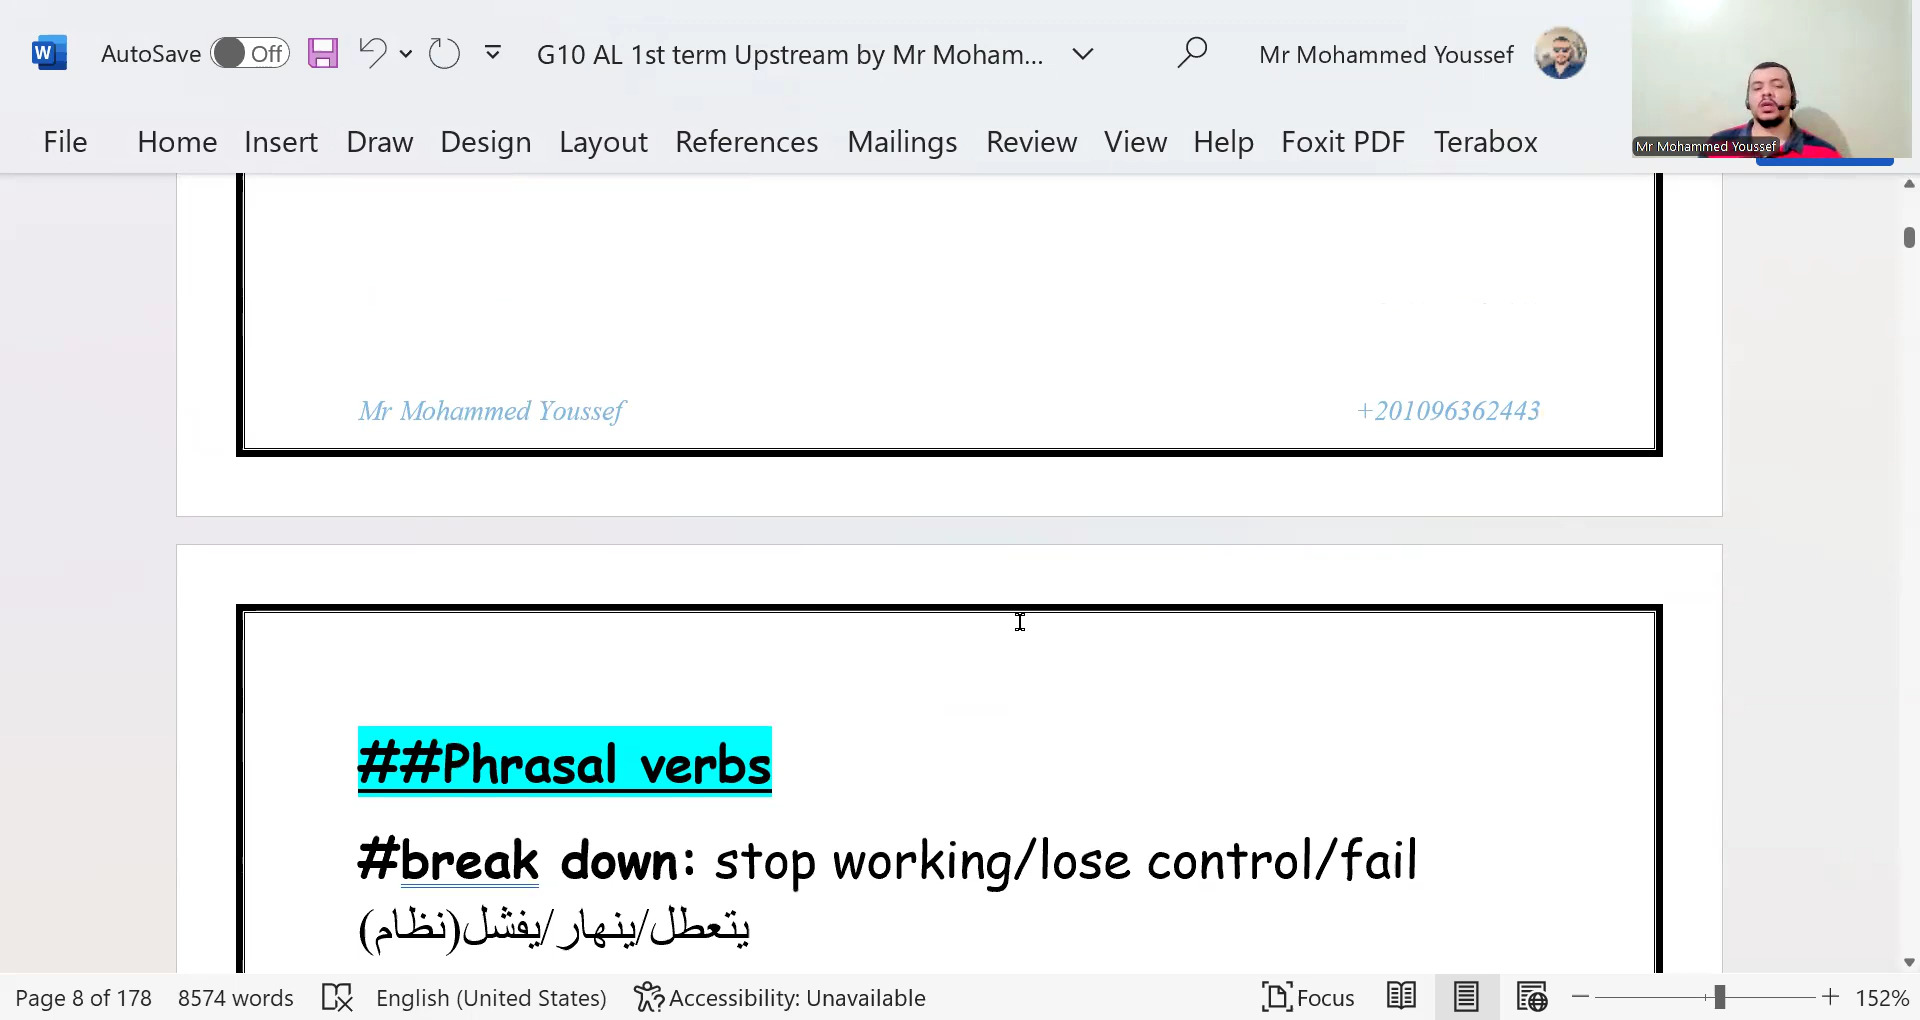 AutoSave Off G10 AL 1st term Upstream by Mr Moham... Mr Mohammed Youssef
Mr Mohammed Youssef
File Home Insert Draw Design Layout References Mailings Review View Help Foxit PDF Terabox
Mr Mohammed Youssef +201096362443
##Phrasal verbs
#break down: stop working/lose control/fail
يتعطل/ينهار/يفشل(نظام)
Page 8 of 178 8574 words English (United States) Accessibility: Unavailable Focus 152%